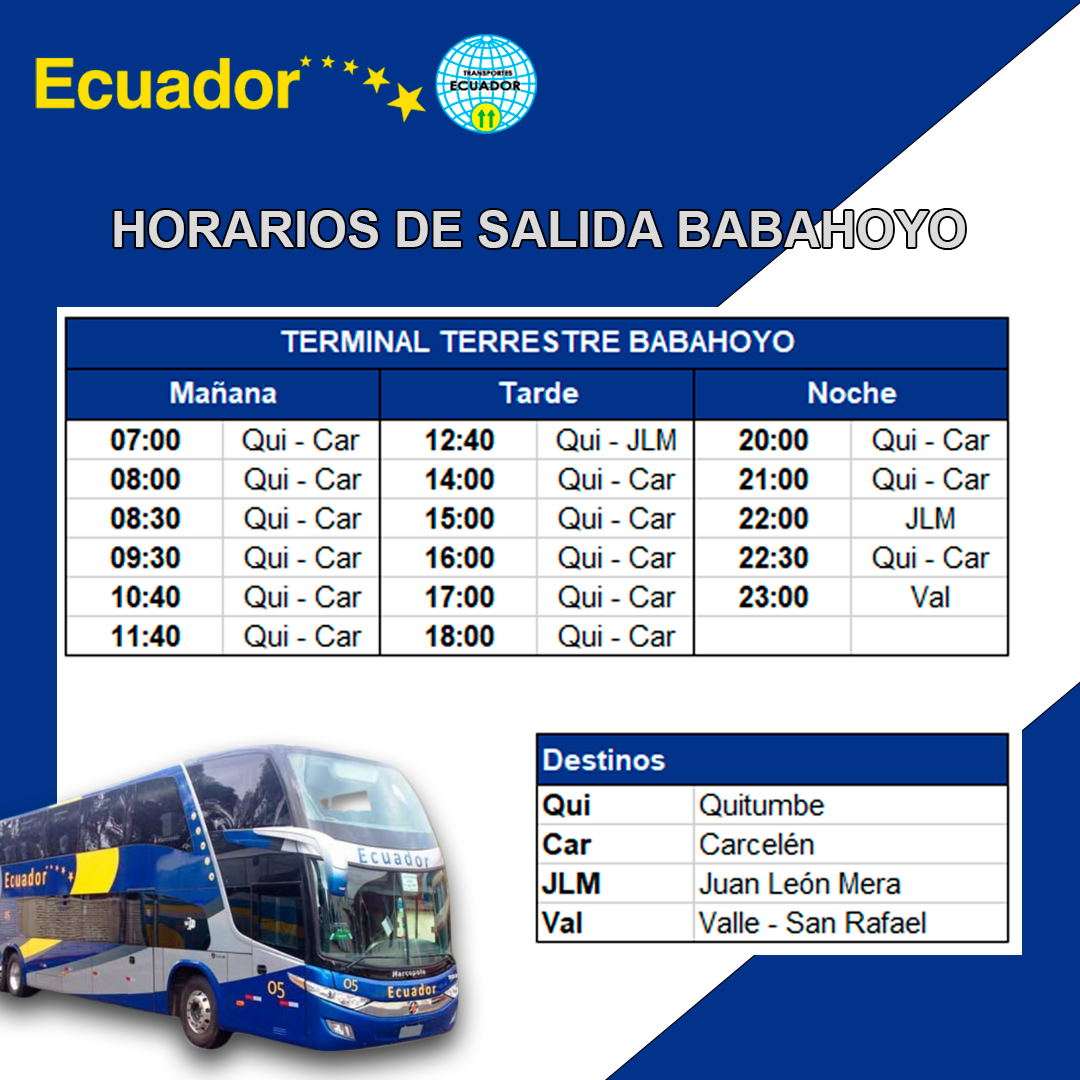 Ecuador
TRANSPORTES
ECUADOR
HORARIOS DE SALIDA BABAHOYO
TERMINAL TERRESTRE BABAHOYO
Mañana Tarde Noche
07:00 Qui - Car 12:40 Qui - JLM 20:00 Qui - Car
08:00 Qui - Car 14:00 Qui - Car 21:00 Qui - Car
08:30 Qui - Car 15:00 Qui - Car 22:00 JLM
09:30 Qui - Car 16:00 Qui - Car 22:30 Qui - Car
10:40 Qui - Car 17:00 Qui - Car 23:00 Val
11:40 Qui - Car 18:00 Qui - Car
Destinos
Qui Quitumbe
Car Carcelén
JLM Juan León Mera
Val Valle - San Rafael
Ecuador
Ecuador
05
Marcopolo
05
05
Ecuador